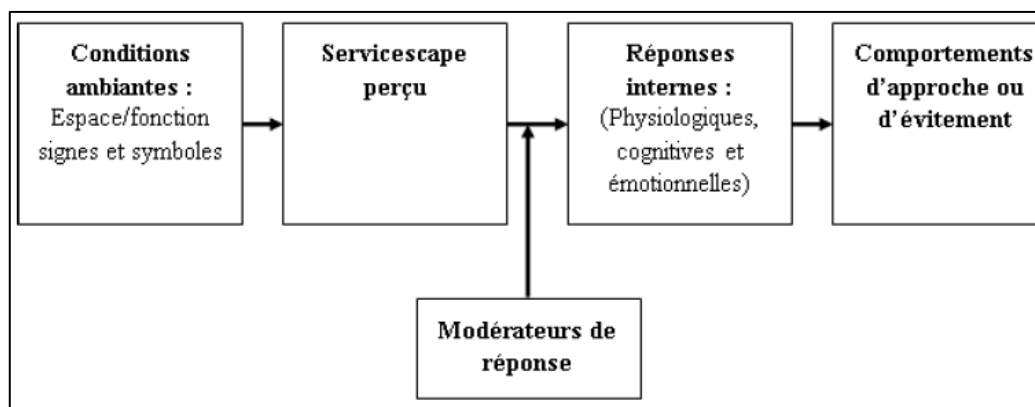 Conditions
ambiantes :
Espace/fonction
signes et symboles
Servicescape
perçu
Réponses
internes :
(Physiologiques,
cognitives et
émotionnelles)
Comportements
d'approche ou
d'évitement
Modérateurs de
réponse